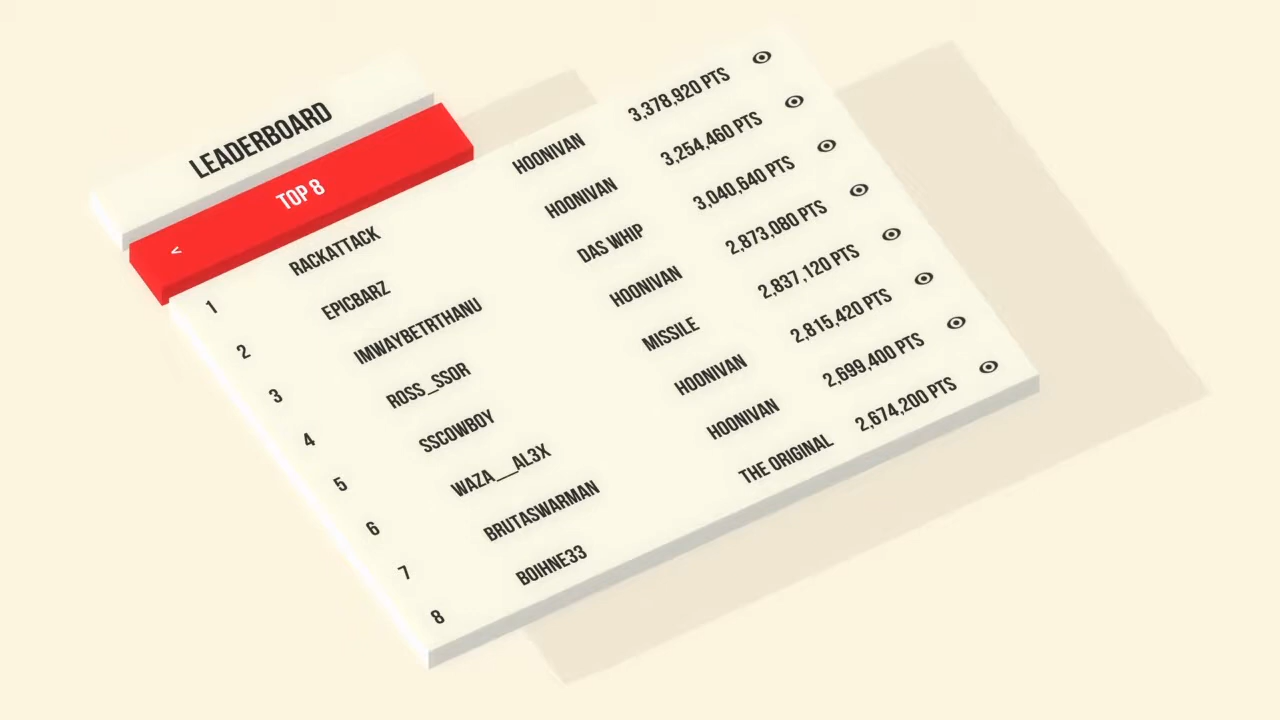 LEADERBOARD
< TOP 8
1 RACKATTACK HOONIVAN 3,378,920 PTS
2 EPICBARZ HOONIVAN 3,254,460 PTS
3 IMWAYBETRTHANU DAS WHIP 3,040,640 PTS
4 ROSS_SSOR HOONIVAN 2,873,080 PTS
5 SSCOWBOY MISSILE 2,837,120 PTS
6 WAZA__AL3X HOONIVAN 2,815,420 PTS
7 BRUTASWARMAN HOONIVAN 2,699,400 PTS
8 BOIHNE33 THE ORIGINAL 2,674,200 PTS